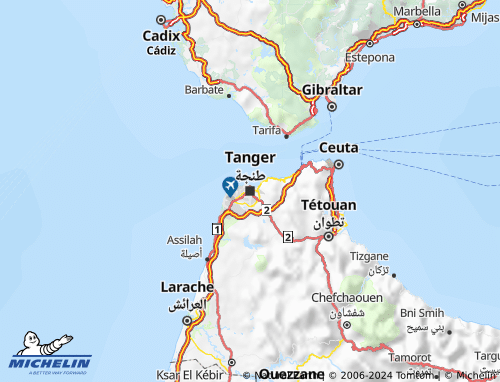 Marbella
Mijas
Cadix
Cádiz
Estepona
Barbate
Gibraltar
Tarifa
Tanger
طنجة
Ceuta
2
Tétouan
تطوان
1
2
Assilah
أصيلة
Tizgane
تزكان
Larache
العرائش
Chefchaouen
شفشاون
Bni Smih
بني سميح
MICHELIN
A BETTER WAY FORWARD
Tamorot
Ksar El Kébir
Ouezzane
© 2006-2024 TomTom, © Michelin